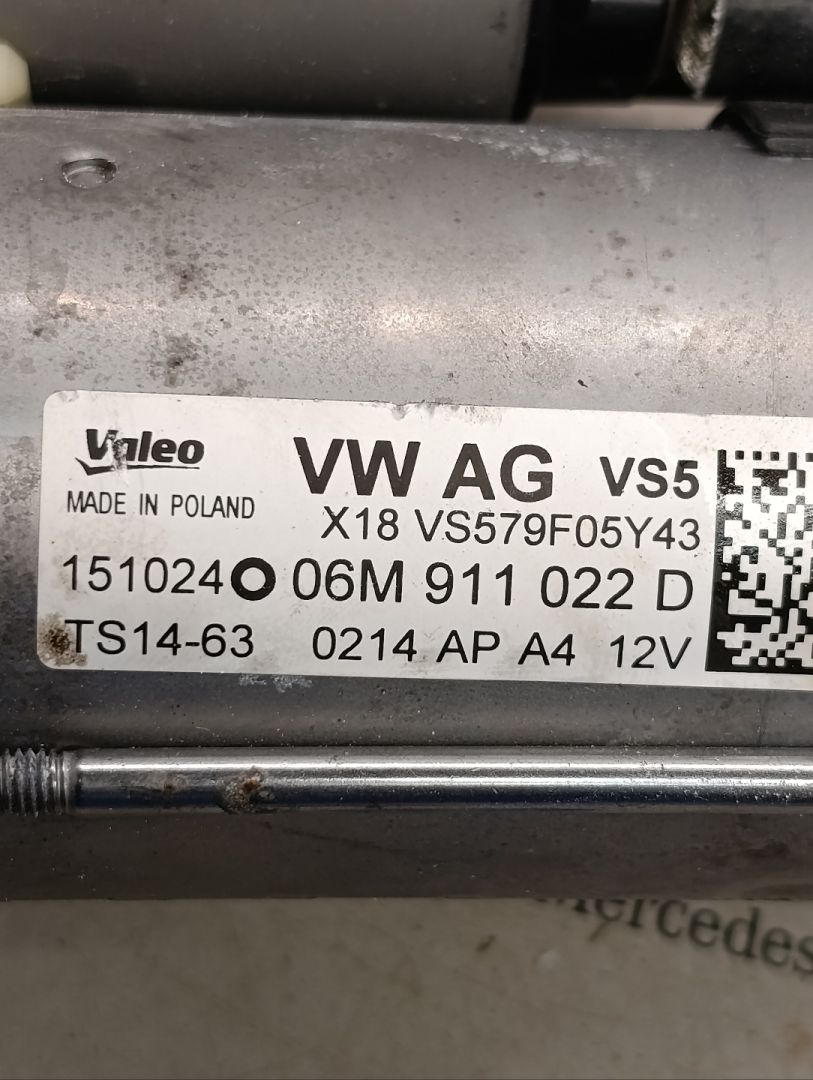 Valeo VW AG VS5
MADE IN POLAND X18 VS579F05Y43
151024 06M 911 022 D
TS14-63 0214 AP A4 12V
Mercedes